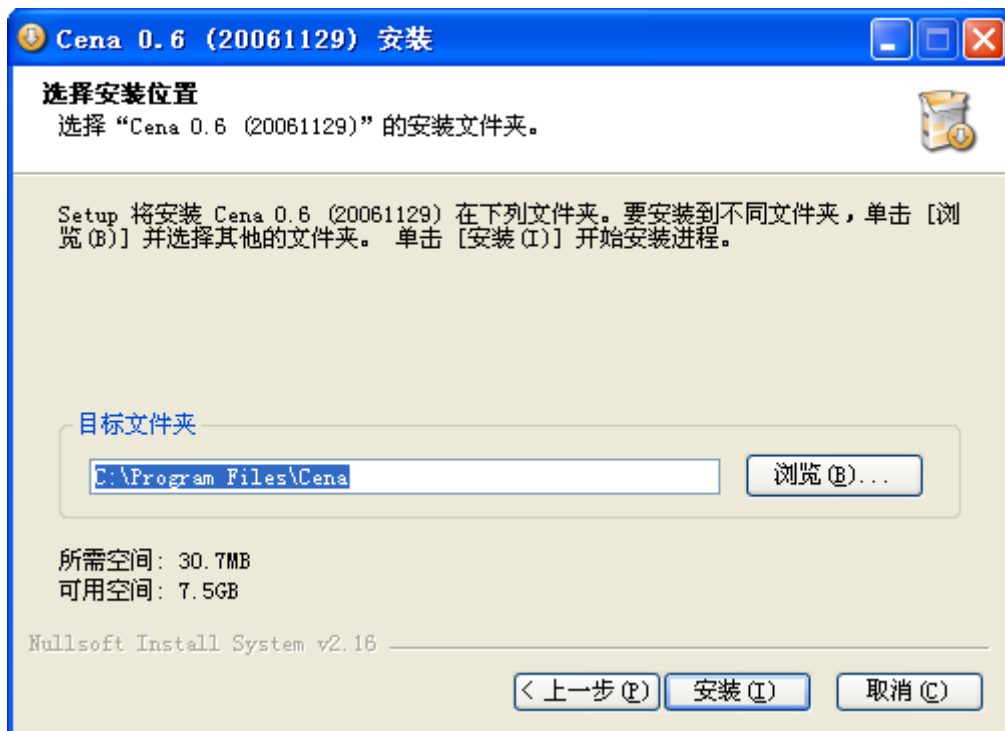 Cena 0.6 (20061129) 安装
选择安装位置
选择“Cena 0.6 (20061129)”的安装文件夹。
Setup 将安装 Cena 0.6 (20061129) 在下列文件夹。要安装到不同文件夹，单击 [浏
览(B)] 并选择其他的文件夹。 单击 [安装(I)] 开始安装进程。
目标文件夹
C:\Program Files\Cena
浏览(B)...
所需空间: 30.7MB
可用空间: 7.5GB
Nullsoft Install System v2.16
< 上一步(P)
安装(I)
取消(C)